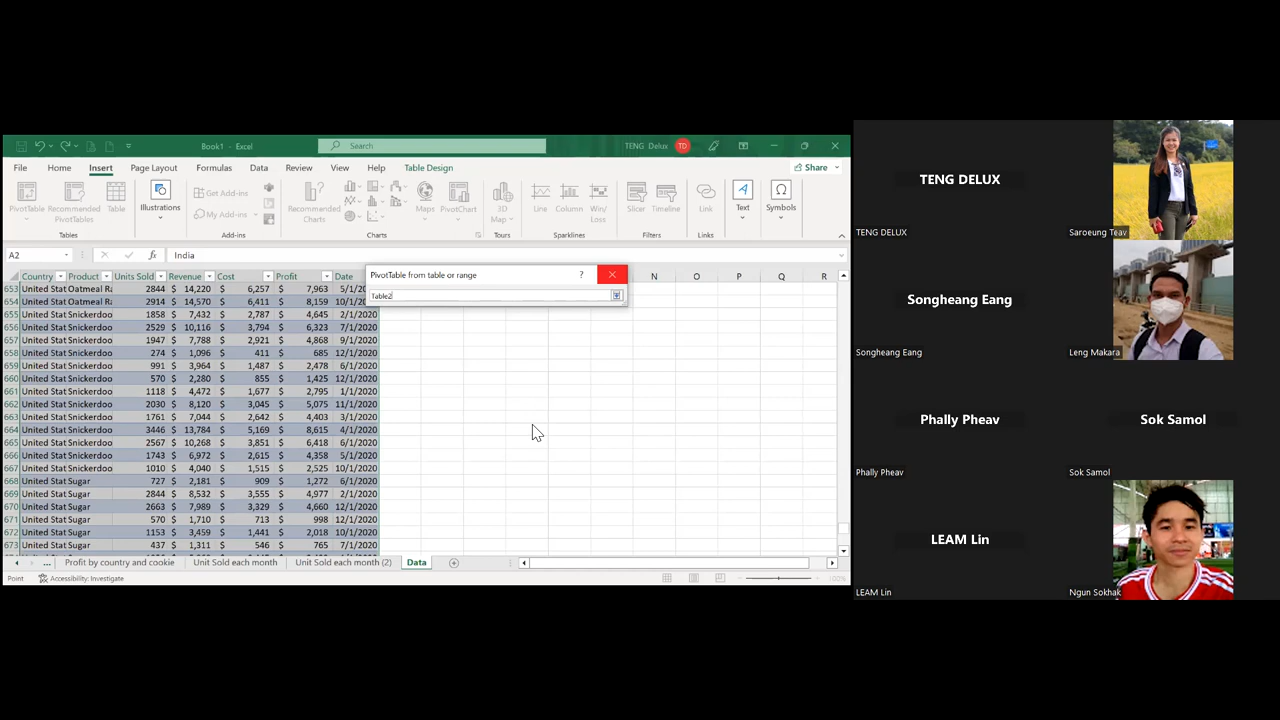 Book1 - Excel
Search
TENG Delux TD
File Home Insert Page Layout Formulas Data Review View Help Table Design
Share
PivotTable Recommended PivotTables Table
Illustrations
Get Add-ins
My Add-ins
Recommended Charts
Maps PivotChart
3D Map
Line Column Win/Loss
Slicer Timeline
Link
Text
Symbols
Tables Add-ins Charts Tours Sparklines Filters Links
A2 fx India
Country Product Units Sold Revenue Cost Profit Date N O P Q R
PivotTable from table or range ?
Table2
653 United Stat Oatmeal Ra 2844 $ 14,220 $ 6,257 $ 7,963 5/1/
654 United Stat Oatmeal Ra 2914 $ 14,570 $ 6,411 $ 8,159 10/1/
655 United Stat Snickerdoo 1858 $ 7,432 $ 2,787 $ 4,645 2/1/2020
656 United Stat Snickerdoo 2529 $ 10,116 $ 3,794 $ 6,323 7/1/2020
657 United Stat Snickerdoo 1947 $ 7,788 $ 2,921 $ 4,868 9/1/2020
658 United Stat Snickerdoo 274 $ 1,096 $ 411 $ 685 12/1/2020
659 United Stat Snickerdoo 991 $ 3,964 $ 1,487 $ 2,478 6/1/2020
660 United Stat Snickerdoo 570 $ 2,280 $ 855 $ 1,425 12/1/2020
661 United Stat Snickerdoo 1118 $ 4,472 $ 1,677 $ 2,795 1/1/2020
662 United Stat Snickerdoo 2030 $ 8,120 $ 3,045 $ 5,075 11/1/2020
663 United Stat Snickerdoo 1761 $ 7,044 $ 2,642 $ 4,403 3/1/2020
664 United Stat Snickerdoo 3446 $ 13,784 $ 5,169 $ 8,615 4/1/2020
665 United Stat Snickerdoo 2567 $ 10,268 $ 3,851 $ 6,418 6/1/2020
666 United Stat Snickerdoo 1743 $ 6,972 $ 2,615 $ 4,358 5/1/2020
667 United Stat Snickerdoo 1010 $ 4,040 $ 1,515 $ 2,525 10/1/2020
668 United Stat Sugar 727 $ 2,181 $ 909 $ 1,272 6/1/2020
669 United Stat Sugar 2844 $ 8,532 $ 3,555 $ 4,977 2/1/2020
670 United Stat Sugar 2663 $ 7,989 $ 3,329 $ 4,660 12/1/2020
671 United Stat Sugar 570 $ 1,710 $ 713 $ 998 12/1/2020
672 United Stat Sugar 1153 $ 3,459 $ 1,441 $ 2,018 10/1/2020
673 United Stat Sugar 437 $ 1,311 $ 546 $ 765 7/1/2020
... Profit by country and cookie Unit Sold each month Unit Sold each month (2) Data
Point Accessibility: Investigate 100%
TENG DELUX
TENG DELUX
Saroeung Teav
Songheang Eang
Songheang Eang
Leng Makara
Phally Pheav
Phally Pheav
Sok Samol
Sok Samol
LEAM Lin
LEAM Lin
Ngun Sokhak